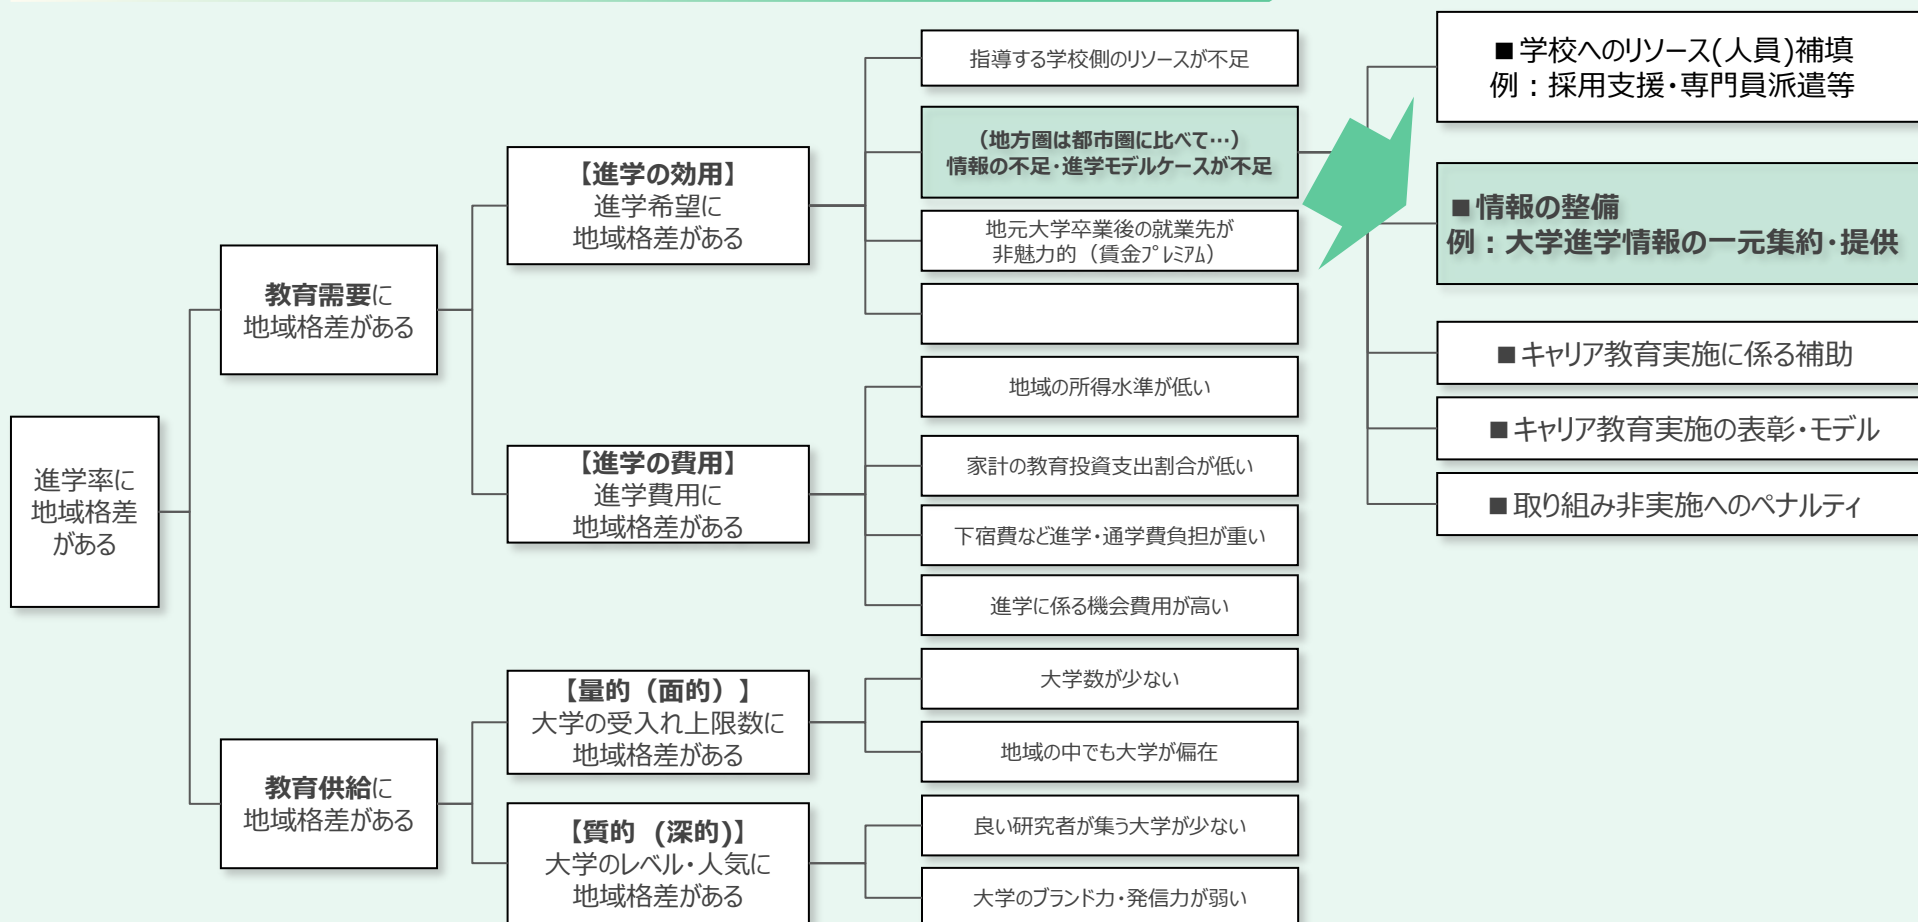 進学率に
地域格差
がある
教育需要に
地域格差がある
教育供給に
地域格差がある
【進学の効用】
進学希望に
地域格差がある
【進学の費用】
進学費用に
地域格差がある
【量的（面的）】
大学の受入れ上限数に
地域格差がある
【質的 (深的)】
大学のレベル・人気に
地域格差がある
指導する学校側のリソースが不足
（地方圏は都市圏に比べて…）
情報の不足・進学モデルケースが不足
地元大学卒業後の就業先が
非魅力的（賃金ﾌﾟﾚﾐｱﾑ）
地域の所得水準が低い
家計の教育投資支出割合が低い
下宿費など進学・通学費負担が重い
進学に係る機会費用が高い
大学数が少ない
地域の中でも大学が偏在
良い研究者が集う大学が少ない
大学のブランド力・発信力が弱い
■学校へのリソース(人員)補填
例：採用支援・専門員派遣等
■情報の整備
例：大学進学情報の一元集約・提供
■キャリア教育実施に係る補助
■キャリア教育実施の表彰・モデル
■取り組み非実施へのペナルティ